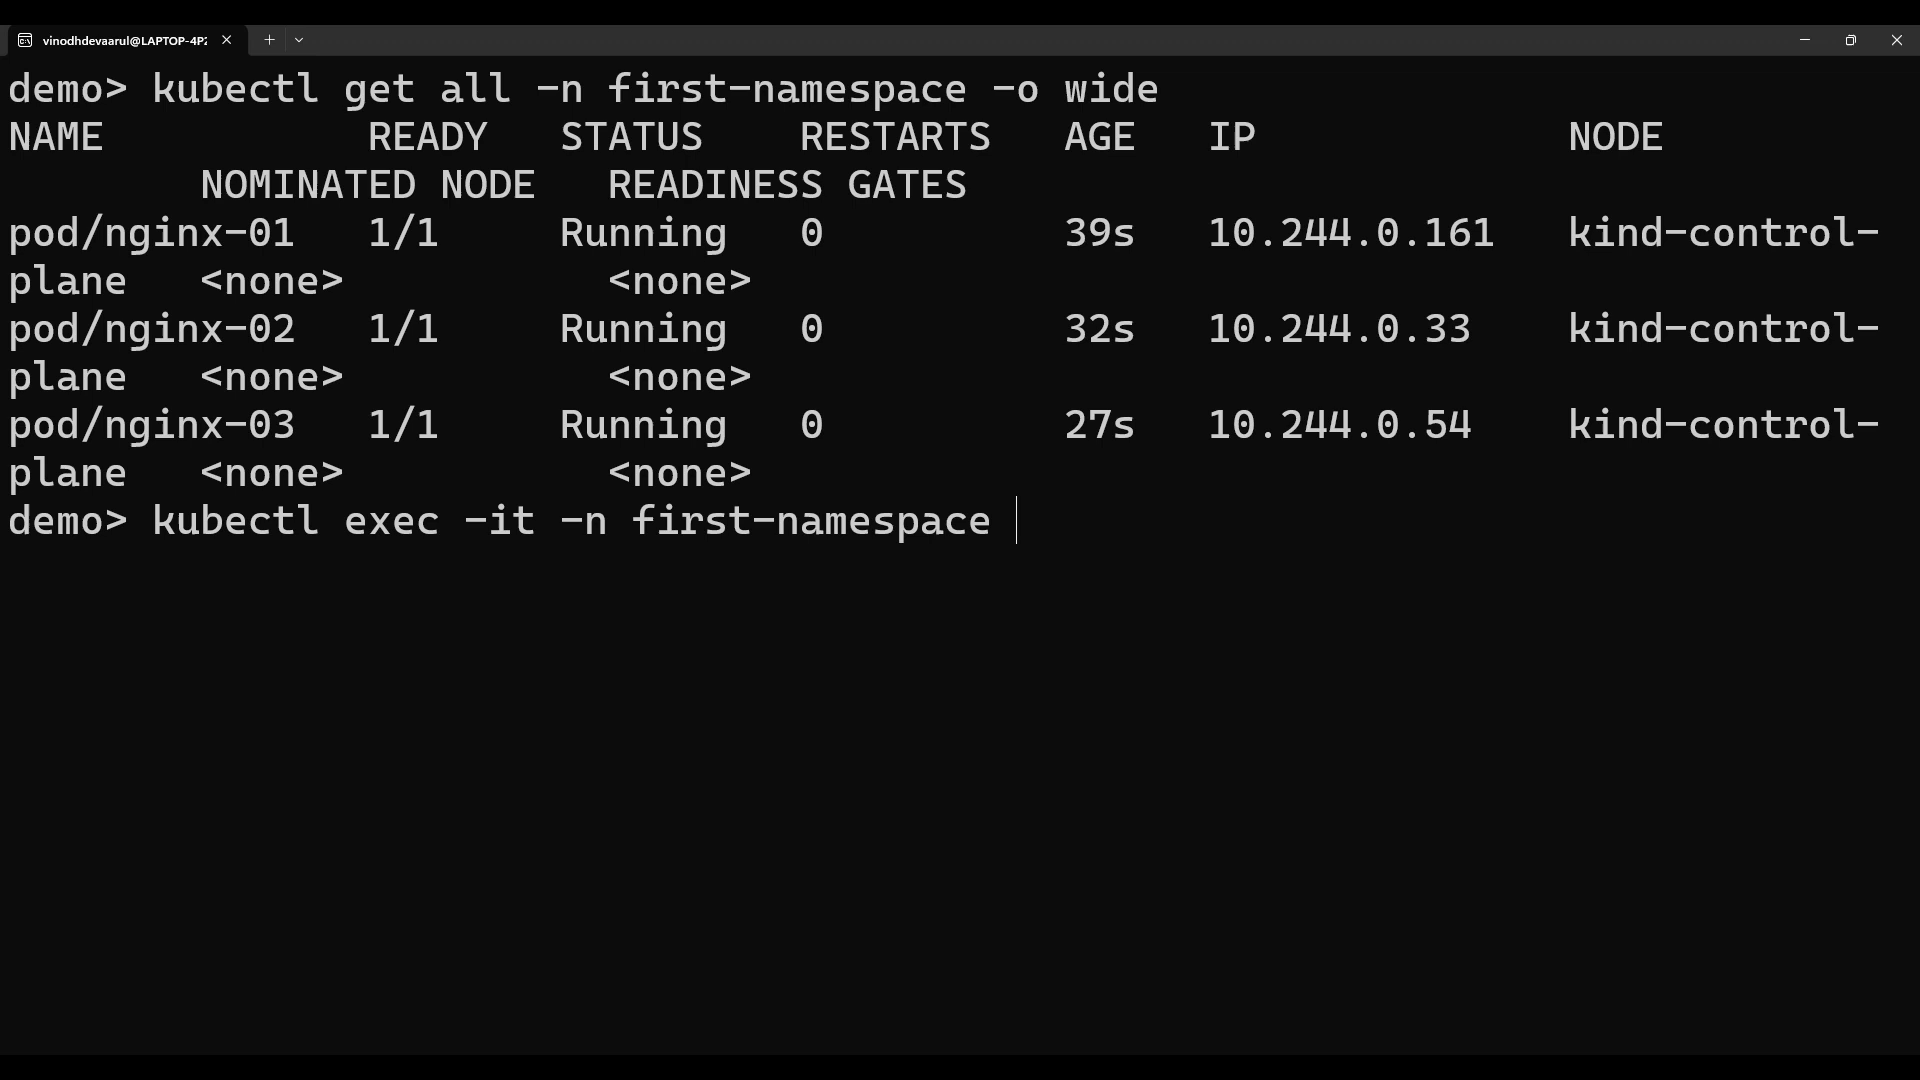 vinodhdevaarul@LAPTOP-4P2
demo> kubectl get all -n first-namespace -o wide
NAME           READY   STATUS    RESTARTS   AGE   IP             NODE
        NOMINATED NODE   READINESS GATES
pod/nginx-01   1/1     Running   0          39s   10.244.0.161   kind-control-
plane   <none>           <none>
pod/nginx-02   1/1     Running   0          32s   10.244.0.33    kind-control-
plane   <none>           <none>
pod/nginx-03   1/1     Running   0          27s   10.244.0.54    kind-control-
plane   <none>           <none>
demo> kubectl exec -it -n first-namespace